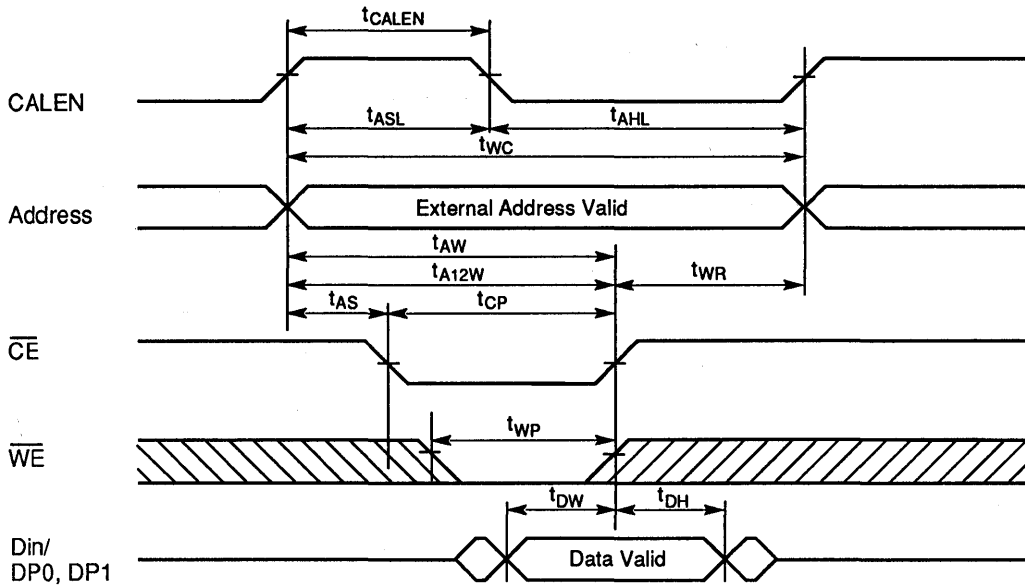 tCALEN
CALEN
tASL
tAHL
tWC
Address
External Address Valid
tAW
tA12W
tWR
tAS
tCP
CE
tWP
WE
tDW
tDH
Din/
DP0, DP1
Data Valid